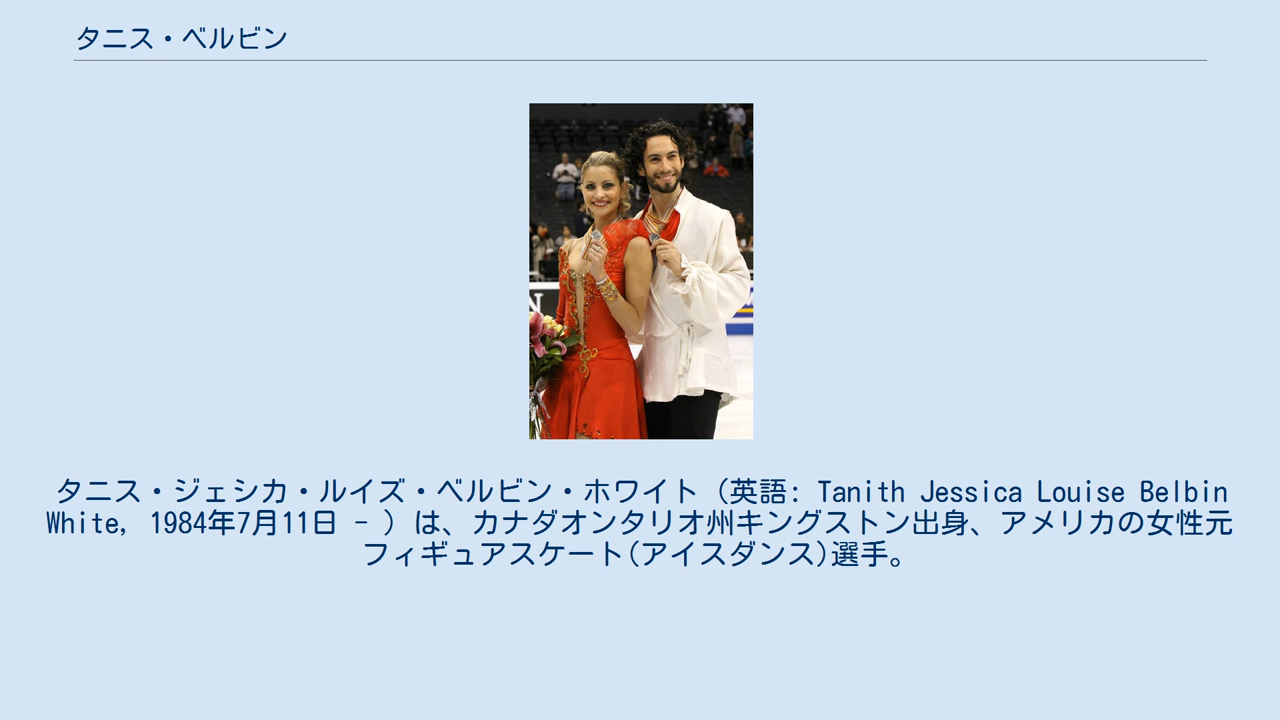 タニス・ベルビン
タニス・ジェシカ・ルイズ・ベルビン・ホワイト（英語: Tanith Jessica Louise Belbin
White, 1984年7月11日 - ）は、カナダオンタリオ州キングストン出身、アメリカの女性元
フィギュアスケート(アイスダンス)選手。